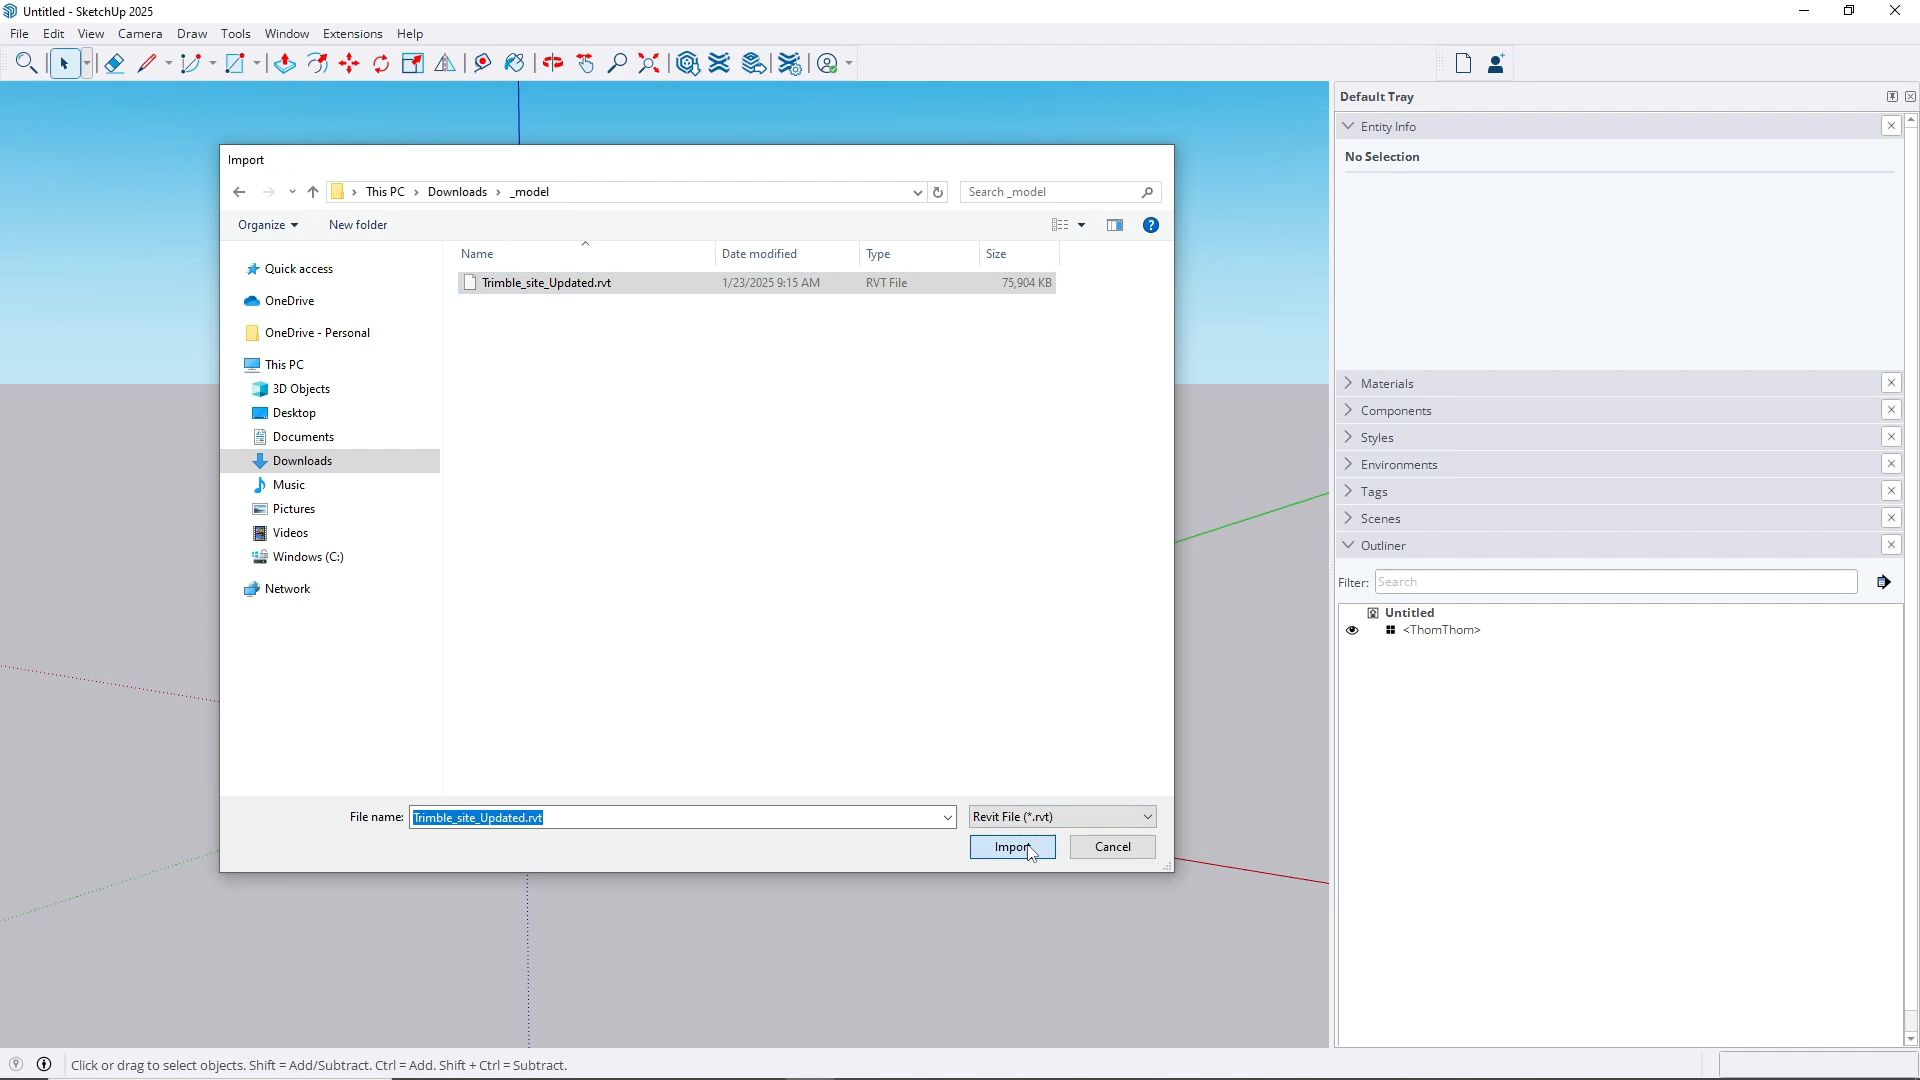 Untitled - SketchUp 2025
File Edit View Camera Draw Tools Window Extensions Help
Default Tray
Entity Info
No Selection
Import
This PC Downloads _model
Search _model
Organize New folder
Name Date modified Type Size
Trimble_site_Updated.rvt 1/23/2025 9:15 AM RVT File 75,904 KB
Quick access
OneDrive
OneDrive - Personal
This PC
3D Objects
Desktop
Documents
Downloads
Music
Pictures
Videos
Windows (C:)
Network
File name: Trimble_site_Updated.rvt Revit File (*.rvt)
Import Cancel
Materials
Components
Styles
Environments
Tags
Scenes
Outliner
Filter: Search
Untitled
<ThomThom>
Click or drag to select objects. Shift = Add/Subtract. Ctrl = Add. Shift + Ctrl = Subtract.